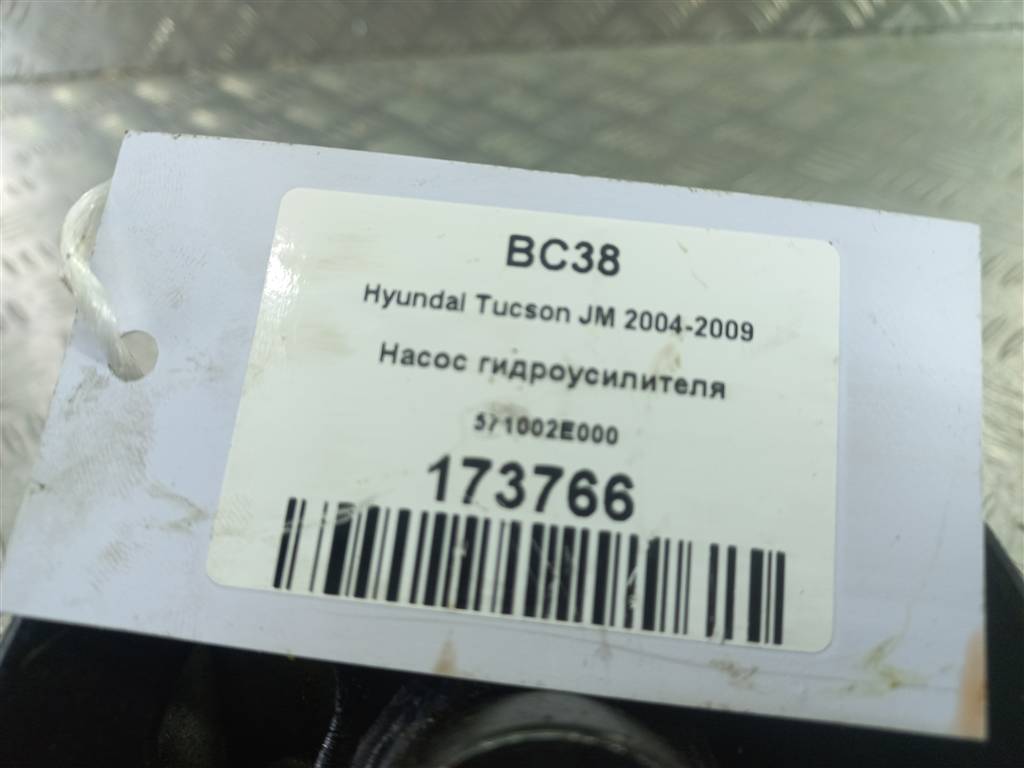 BC38
Hyundai Tucson JM 2004-2009
Насос гидроусилителя
571002E000
173766